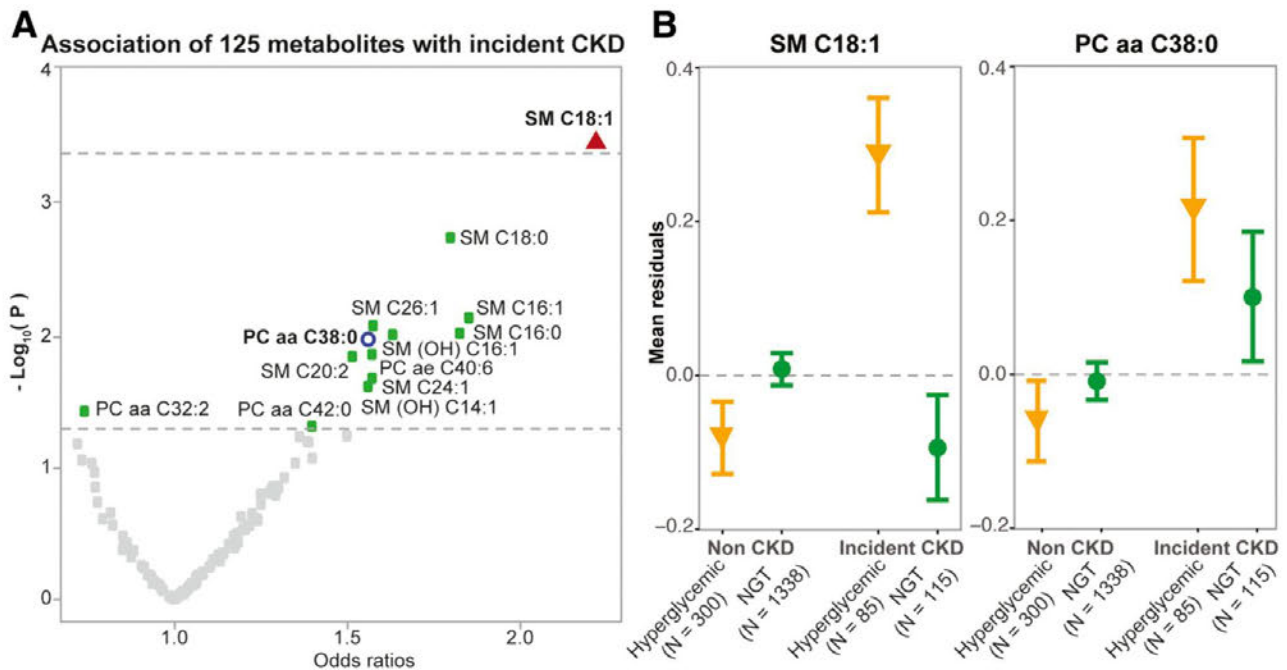 A
Association of 125 metabolites with incident CKD
4
3
2
1
0
- Log10( P )
SM C18:1
SM C18:0
SM C26:1
SM C16:1
PC aa C38:0
SM C16:0
SM (OH) C16:1
SM C20:2
PC ae C40:6
SM C24:1
PC aa C32:2
PC aa C42:0
SM (OH) C14:1
1.0
1.5
2.0
Odds ratios
B
SM C18:1
PC aa C38:0
Mean residuals
0.4
0.2
0.0
−0.2
Non CKD
Incident CKD
Hyperglycemic
(N = 300)
NGT
(N = 1338)
Hyperglycemic
(N = 85)
NGT
(N = 115)
0.4
0.2
0.0
−0.2
Non CKD
Incident CKD
Hyperglycemic
(N = 300)
NGT
(N = 1338)
Hyperglycemic
(N = 85)
NGT
(N = 115)